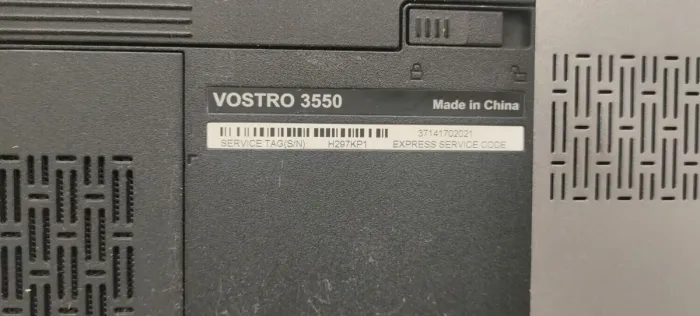 VOSTRO 3550 Made in China
37141702021
SERVICE TAG(S/N) H297KP1 EXPRESS SERVICE CODE